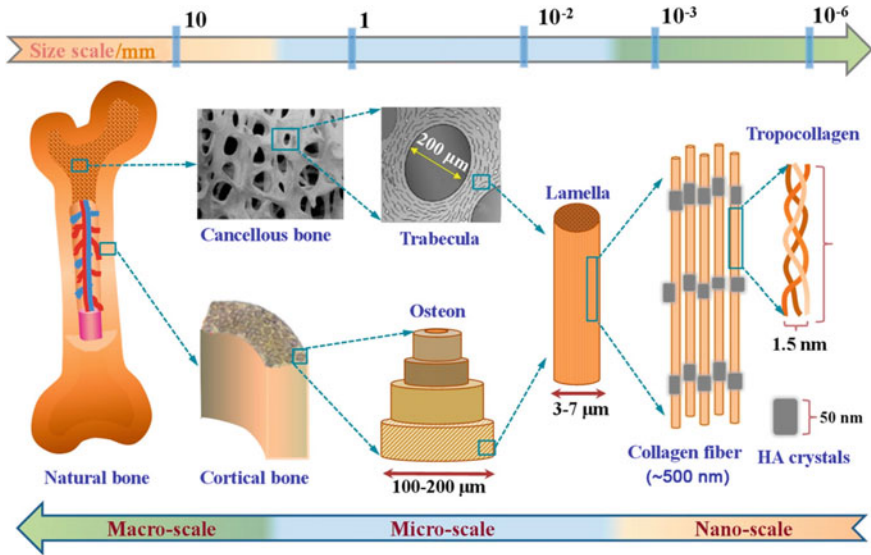 10 1 10⁻² 10⁻³ 10⁻⁶
Size scale/mm
Tropocollagen
200 μm
Lamella
Cancellous bone
Trabecula
Osteon
1.5 nm
3-7 μm
50 nm
Natural bone
Cortical bone
Collagen fiber
(~500 nm)
HA crystals
100-200 μm
Macro-scale
Micro-scale
Nano-scale